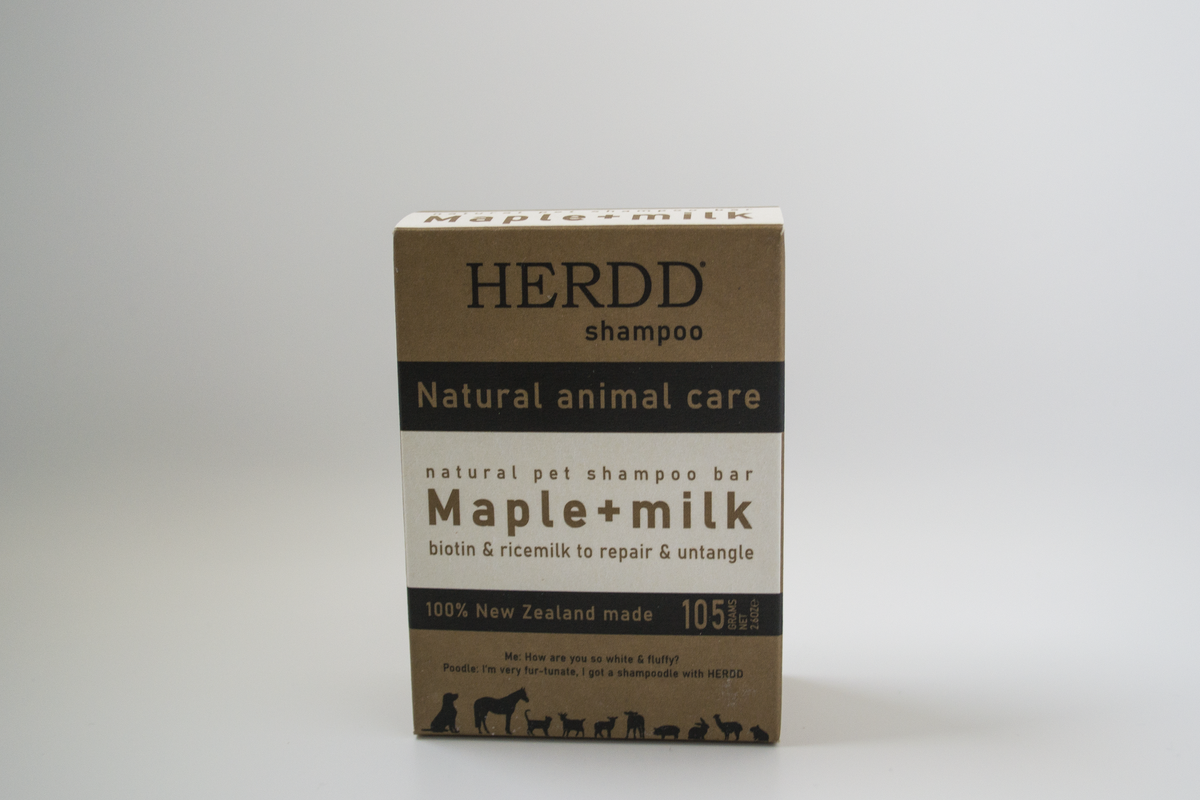 Maple+milk
HERDD
shampoo
Natural animal care
natural pet shampoo bar
Maple+milk
biotin & ricemilk to repair & untangle
100% New Zealand made 105 GRAMS NET 2.6OZ℮
Me: How are you so white & fluffy?
Poodle: I'm very fur-tunate, I got a shampoodle with HERDD